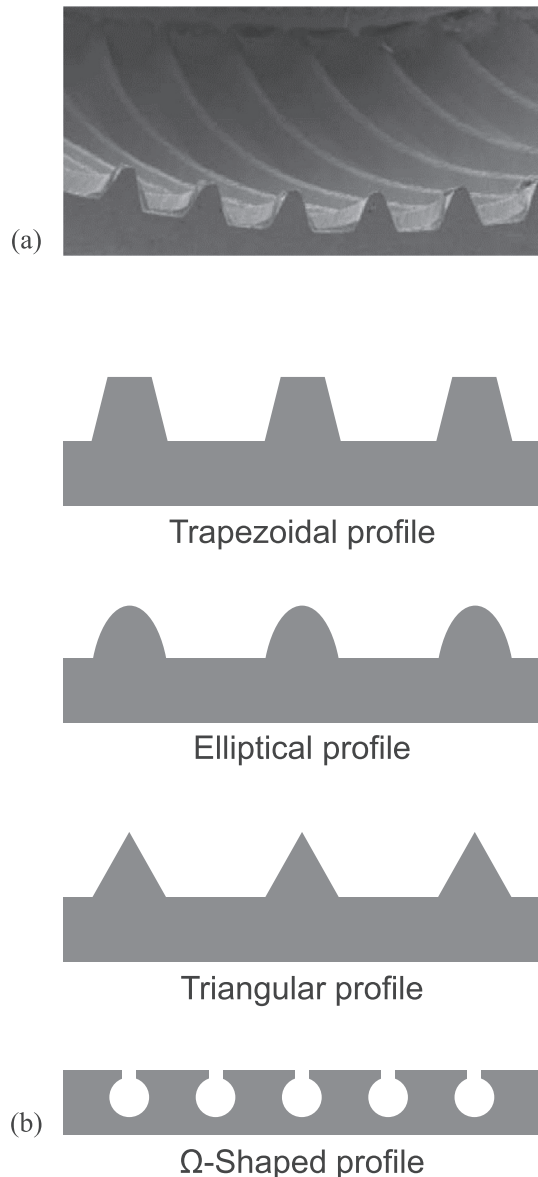 (a)
Trapezoidal profile
Elliptical profile
Triangular profile
(b)
Ω-Shaped profile